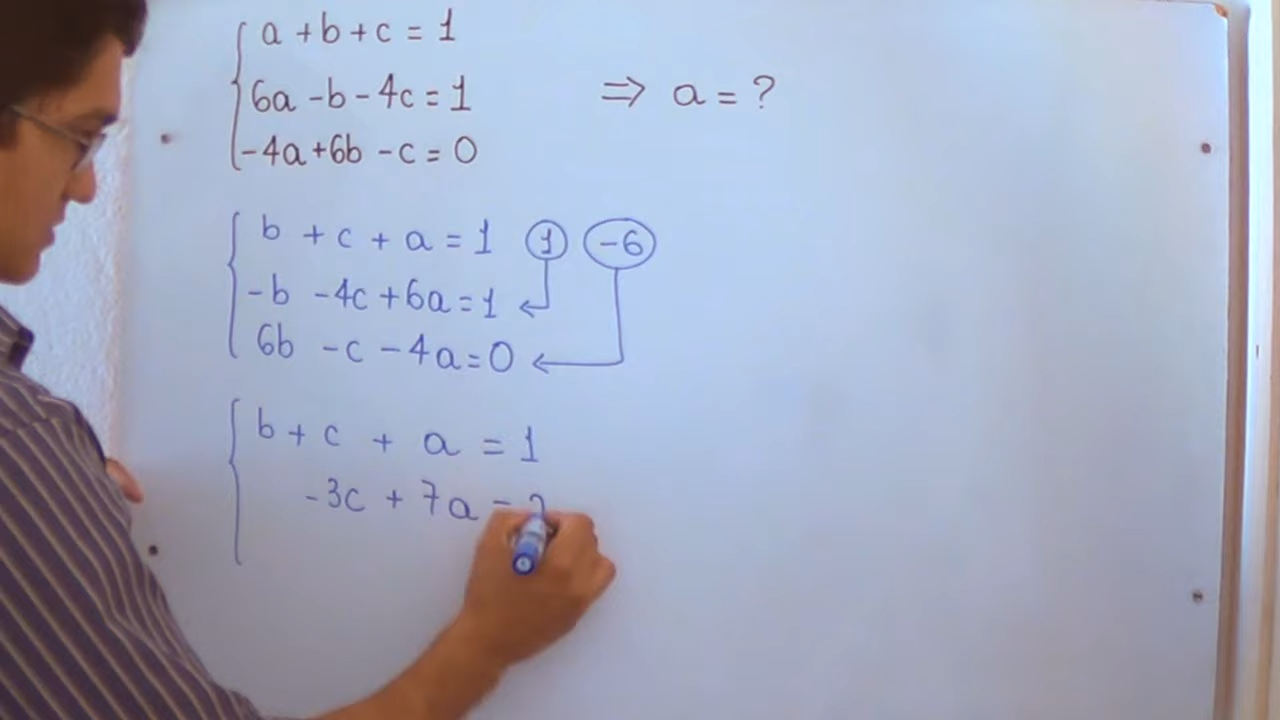 a + b + c = 1
6a - b - 4c = 1 ⇒ a = ?
-4a + 6b - c = 0
b + c + a = 1 1 -6
-b - 4c + 6a = 1
6b - c - 4a = 0
b + c + a = 1
-3c + 7a =